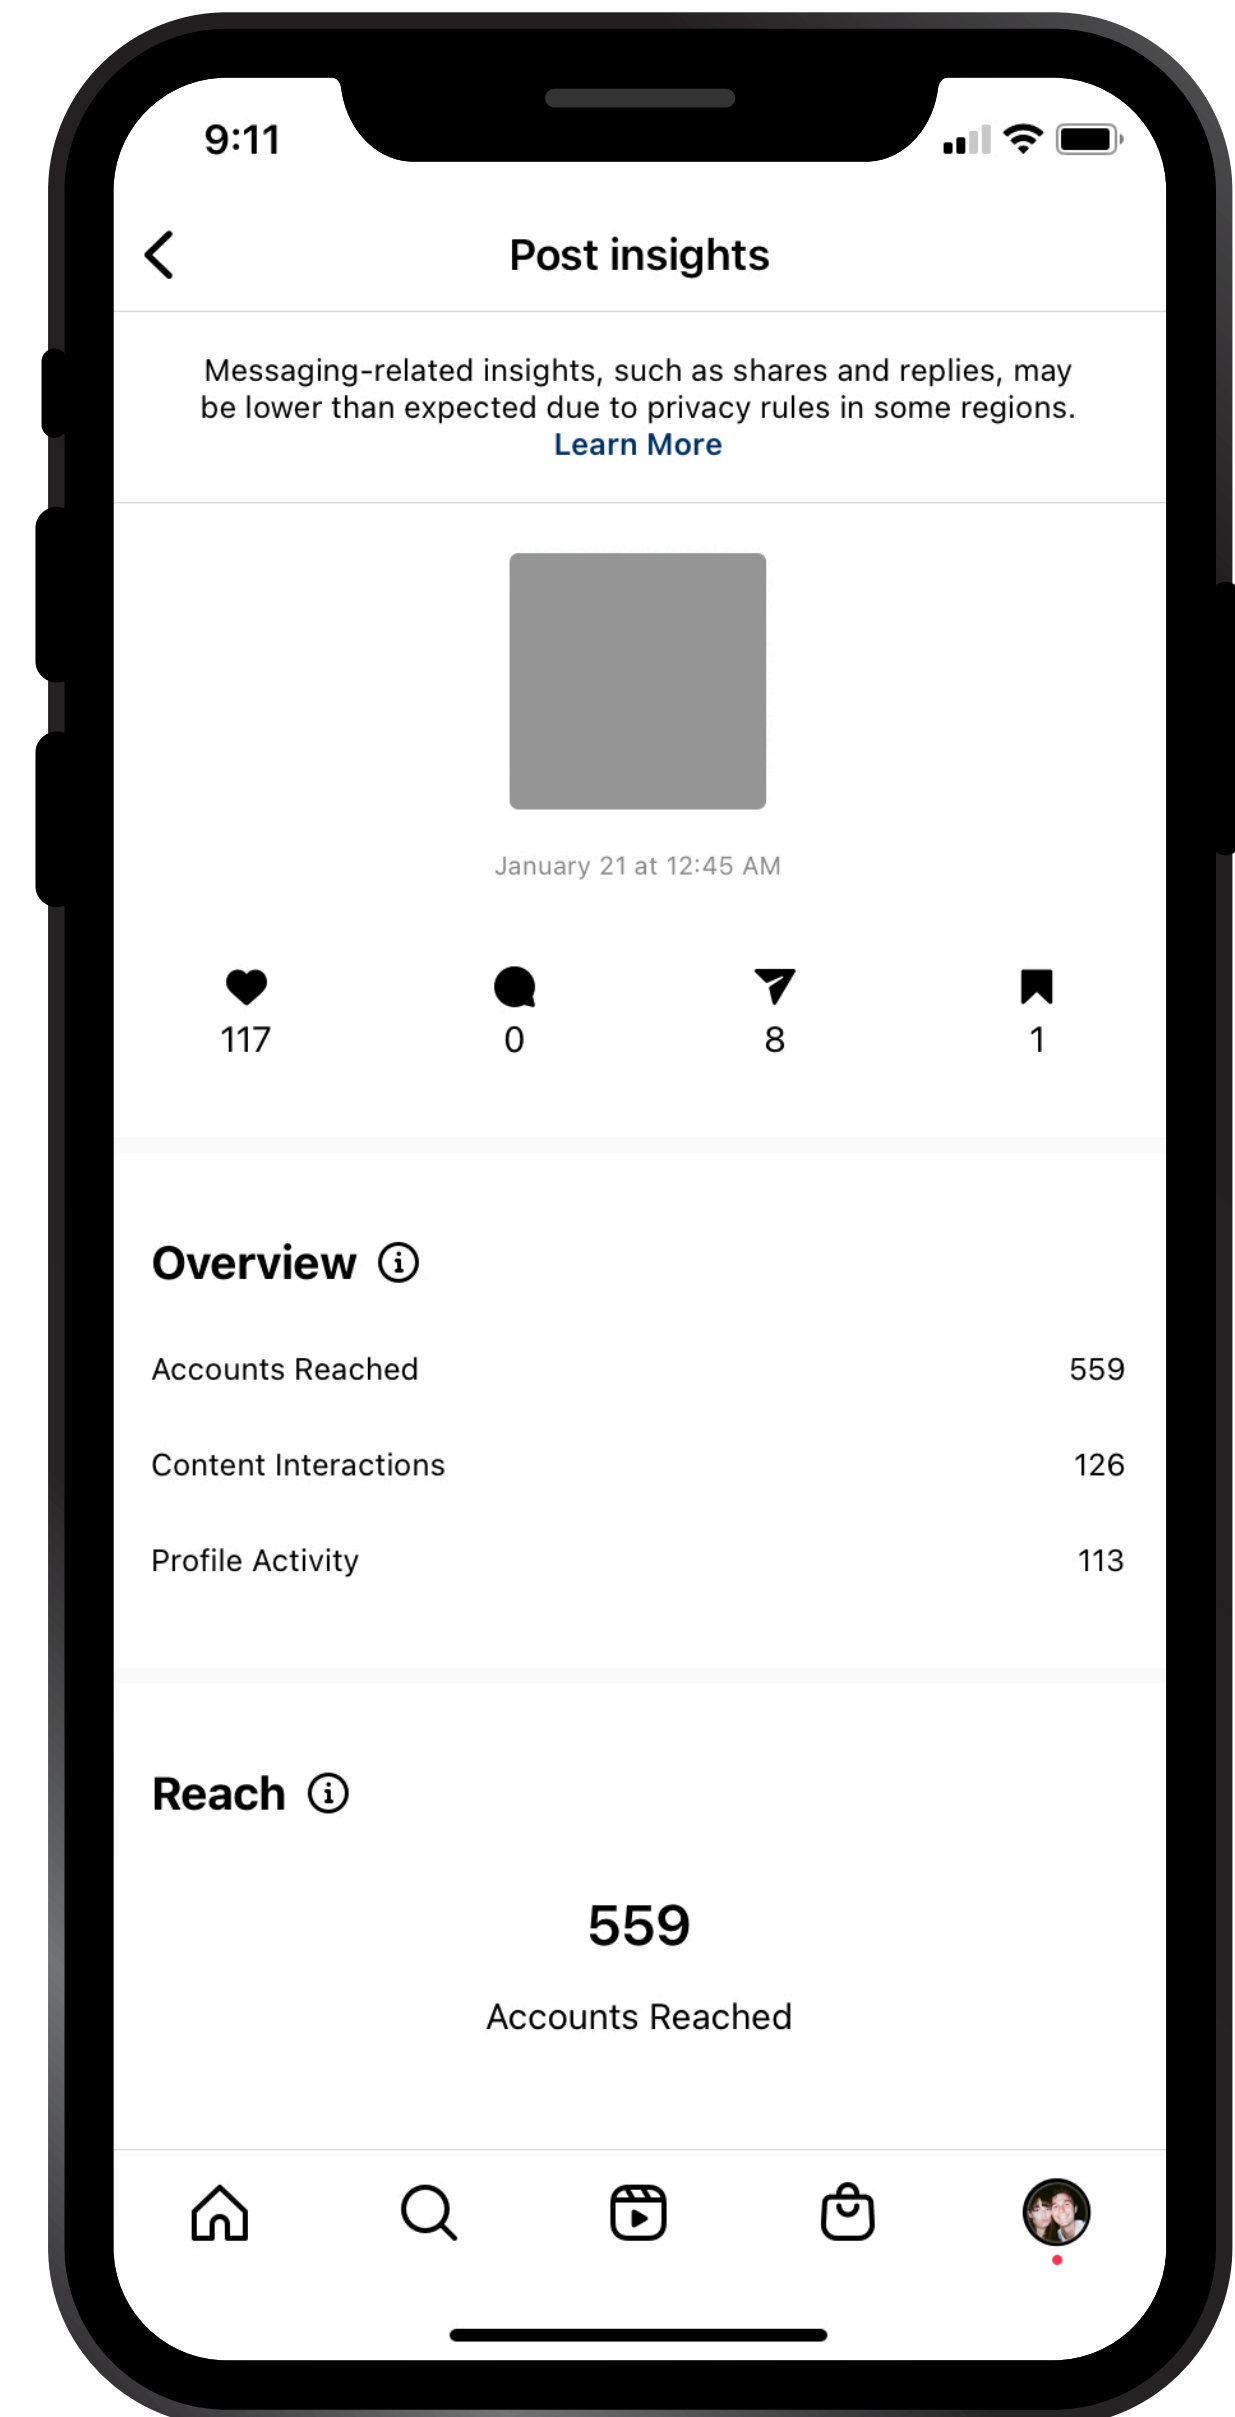 9:11
Post insights
Messaging-related insights, such as shares and replies, may
be lower than expected due to privacy rules in some regions.
Learn More
January 21 at 12:45 AM
117 0 8 1
Overview
Accounts Reached 559
Content Interactions 126
Profile Activity 113
Reach
559
Accounts Reached